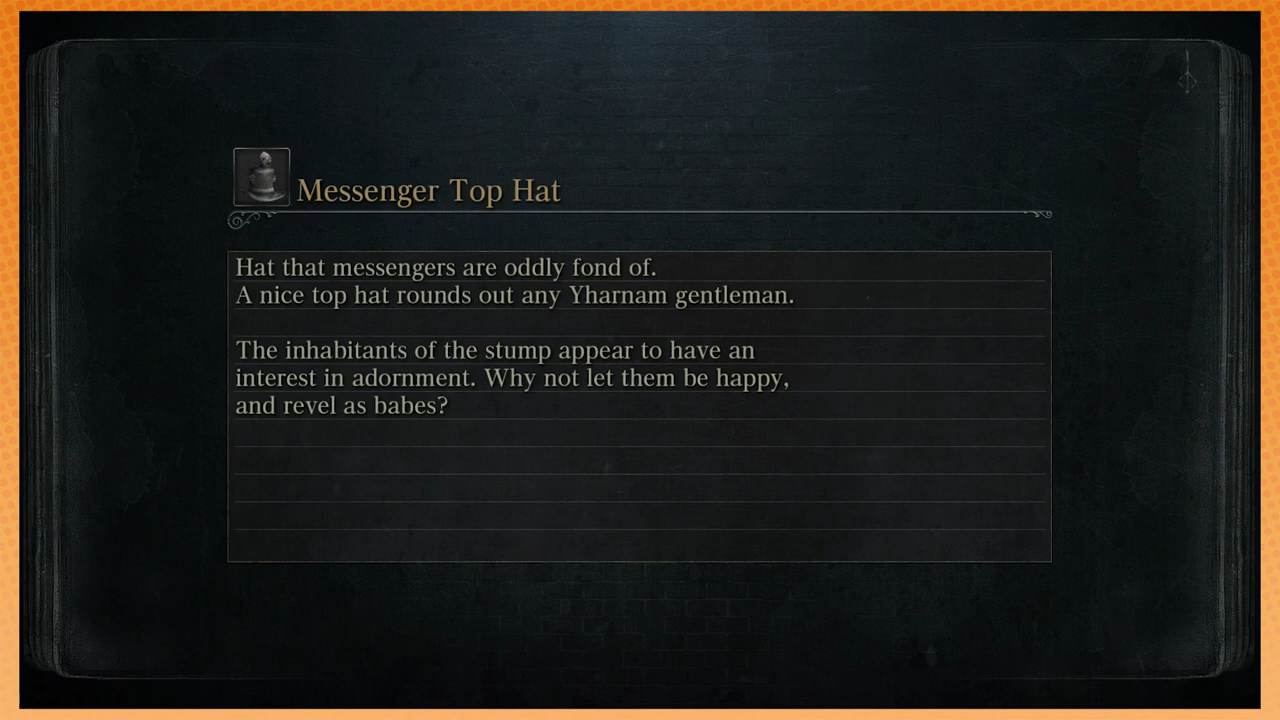 Messenger Top Hat
Hat that messengers are oddly fond of.
A nice top hat rounds out any Yharnam gentleman.
The inhabitants of the stump appear to have an
interest in adornment. Why not let them be happy,
and revel as babes?